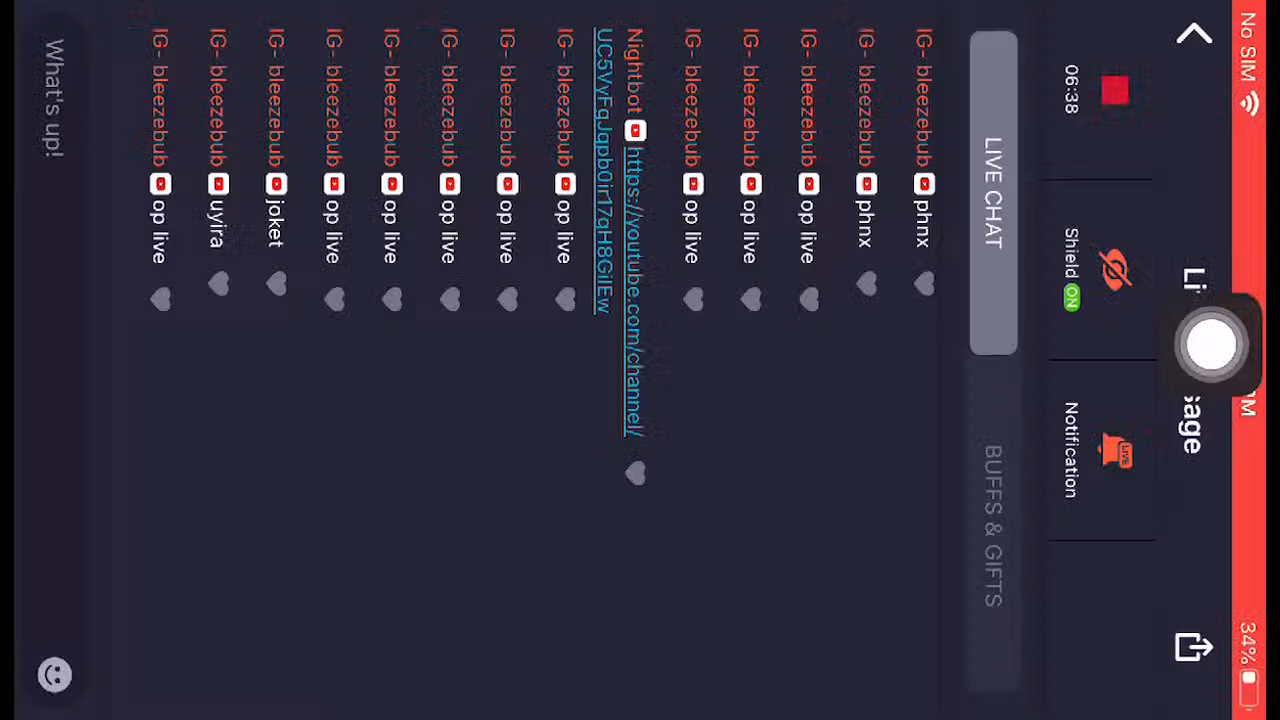 No SIM
34%
06:38
Shield ON
Notification
LIVE
LIVE CHAT
BUFFS & GIFTS
IG- bleezebub phnx
IG- bleezebub phnx
IG- bleezebub op live
IG- bleezebub op live
IG- bleezebub op live
Nightbot https://youtube.com/channel/
IG- bleezebub op live
IG- bleezebub op live
IG- bleezebub op live
IG- bleezebub op live
IG- bleezebub op live
IG- bleezebub joket
IG- bleezebub uyira
IG- bleezebub op live
What's up!